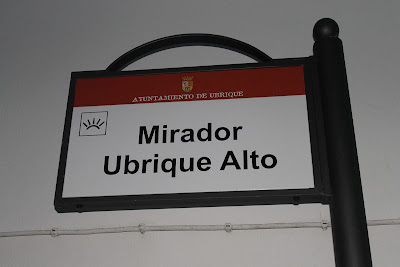 AYUNTAMIENTO DE UBRIQUE
Mirador
Ubrique Alto